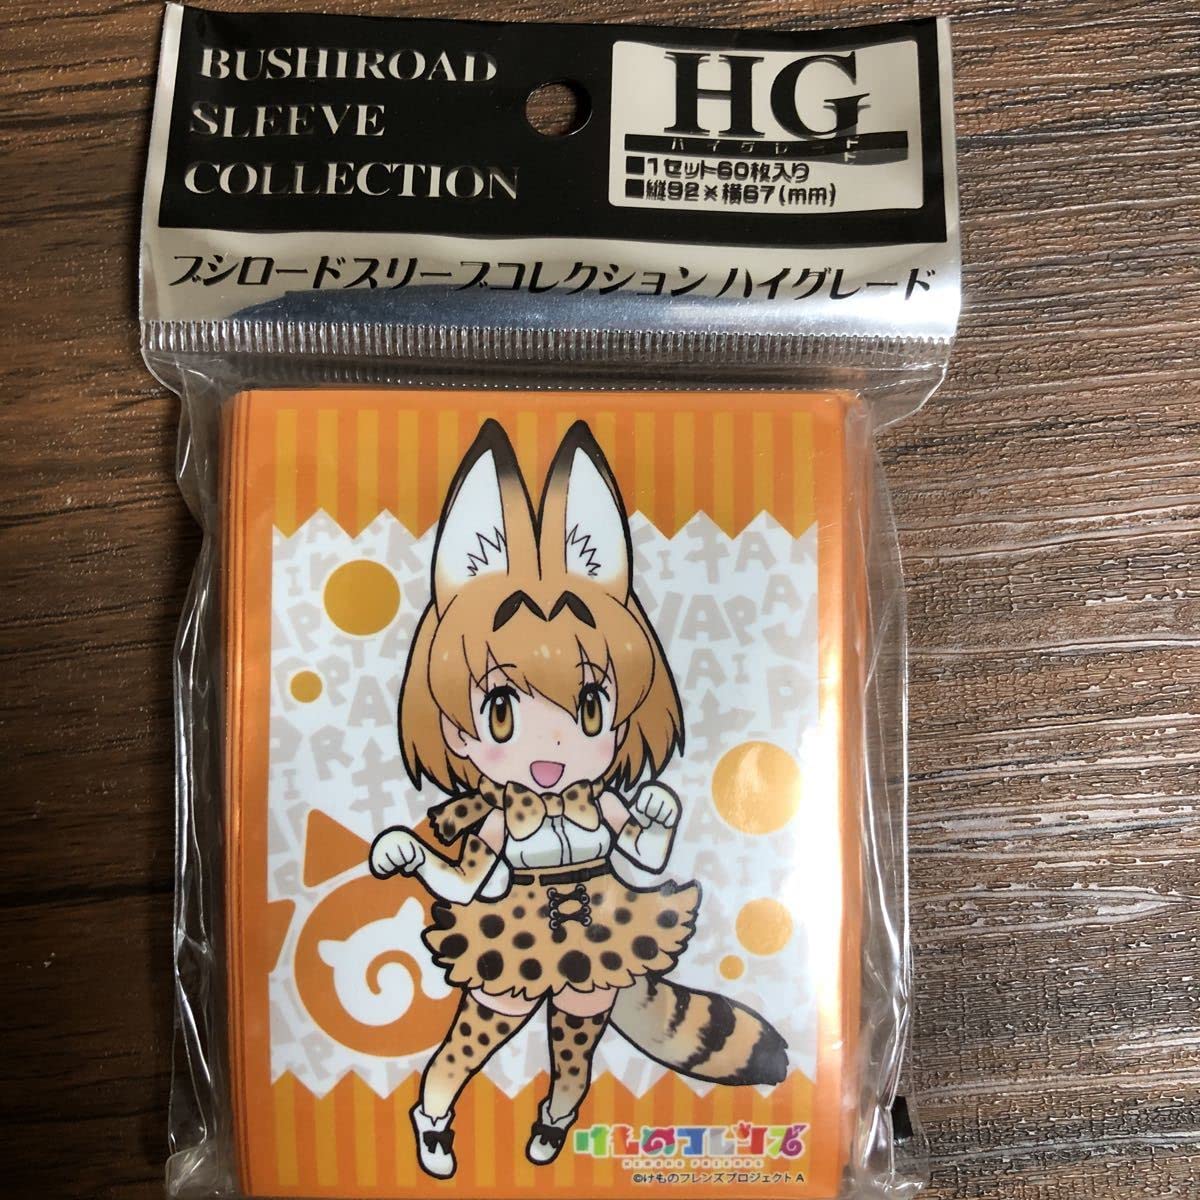 BUSHIROAD
SLEEVE
COLLECTION
HG
ハイグレード
■1セット60枚入り
■縦92×横67(mm)
ブシロードスリーブコレクション ハイグレード
けものフレンズ
KEMONO FRIENDS
©けものフレンズプロジェクトA